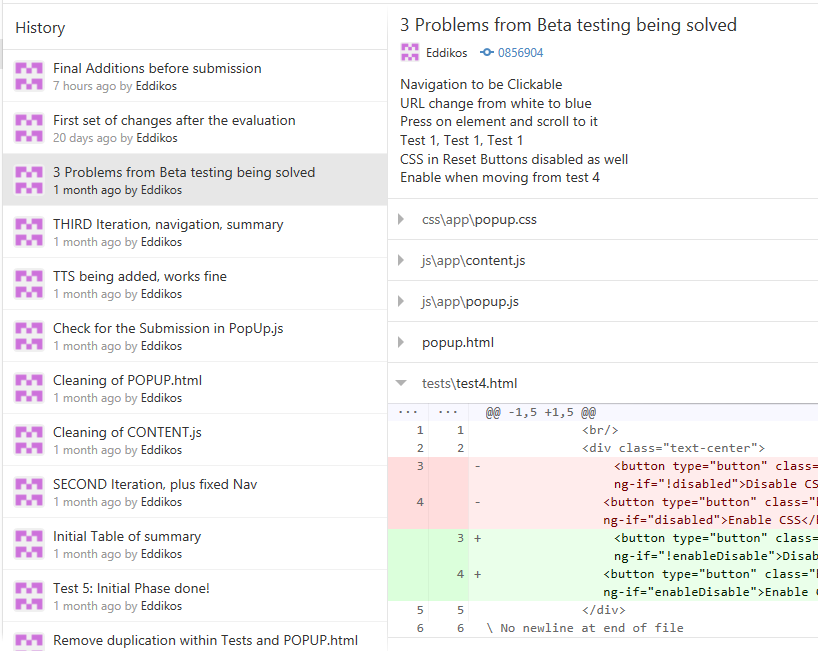 History
Final Additions before submission
7 hours ago by Eddikos
First set of changes after the evaluation
20 days ago by Eddikos
3 Problems from Beta testing being solved
1 month ago by Eddikos
THIRD Iteration, navigation, summary
1 month ago by Eddikos
TTS being added, works fine
1 month ago by Eddikos
Check for the Submission in PopUp.js
1 month ago by Eddikos
Cleaning of POPUP.html
1 month ago by Eddikos
Cleaning of CONTENT.js
1 month ago by Eddikos
SECOND Iteration, plus fixed Nav
1 month ago by Eddikos
Initial Table of summary
1 month ago by Eddikos
Test 5: Initial Phase done!
1 month ago by Eddikos
Remove duplication within Tests and POPUP.html
3 Problems from Beta testing being solved
Eddikos 0856904
Navigation to be Clickable
URL change from white to blue
Press on element and scroll to it
Test 1, Test 1, Test 1
CSS in Reset Buttons disabled as well
Enable when moving from test 4
css\app\popup.css
js\app\content.js
js\app\popup.js
popup.html
tests\test4.html
... ... @@ -1,5 +1,5 @@
1 1 <br/>
2 2 <div class="text-center">
3 - <button type="button" class=
ng-if="!disabled">Disable CS
4 - <button type="button" class="
ng-if="disabled">Enable CSS</
3 + <button type="button" class=
ng-if="!enableDisable">Disab
4 + <button type="button" class="
ng-if="enableDisable">Enable
5 5 </div>
6 6 \ No newline at end of file